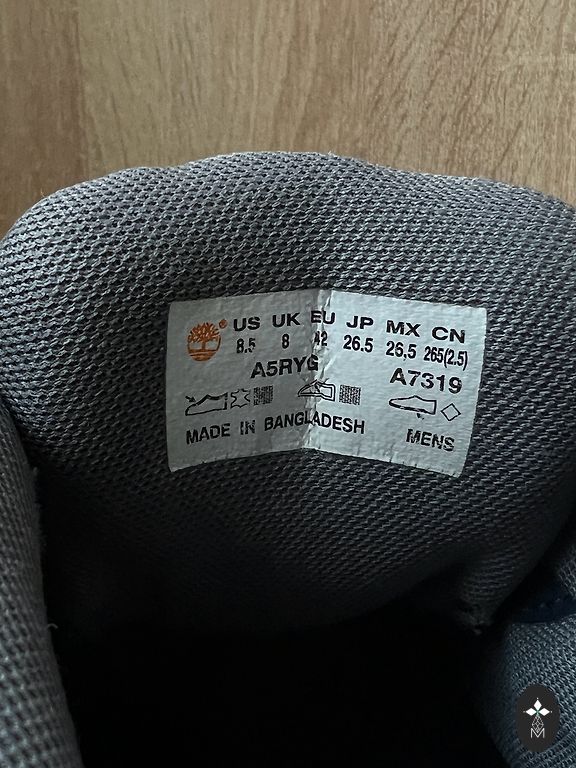 ® US UK EU JP MX CN
8.5 8 42 26.5 26,5 265(2.5)
A5RYG A7319
MADE IN BANGLADESH MENS
M